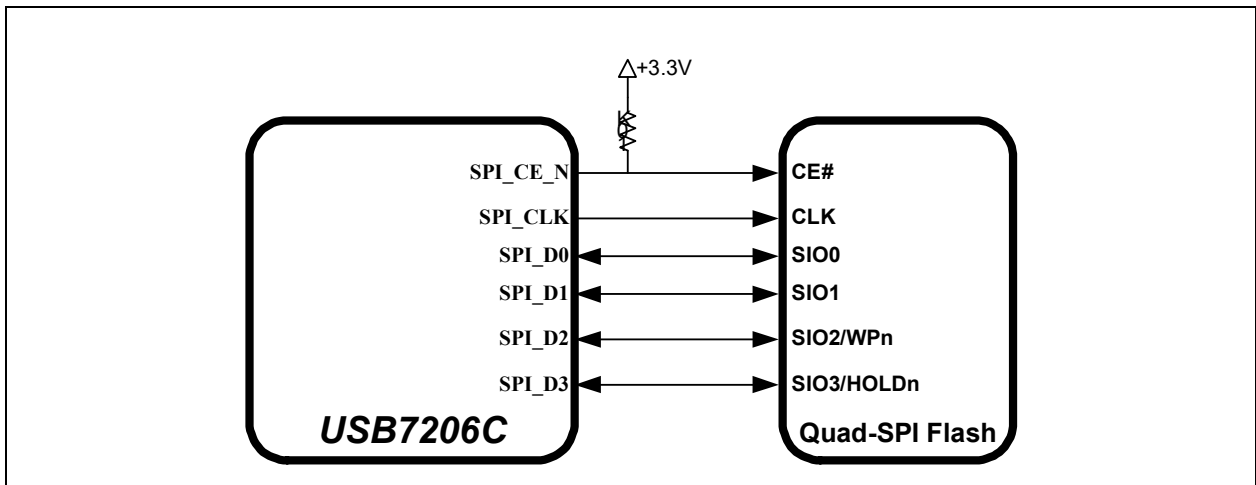 +3.3V
SPI_CE_N
CE#
SPI_CLK
CLK
SPI_D0
SIO0
SPI_D1
SIO1
SPI_D2
SIO2/WPn
SPI_D3
SIO3/HOLDn
USB7206C
Quad-SPI Flash